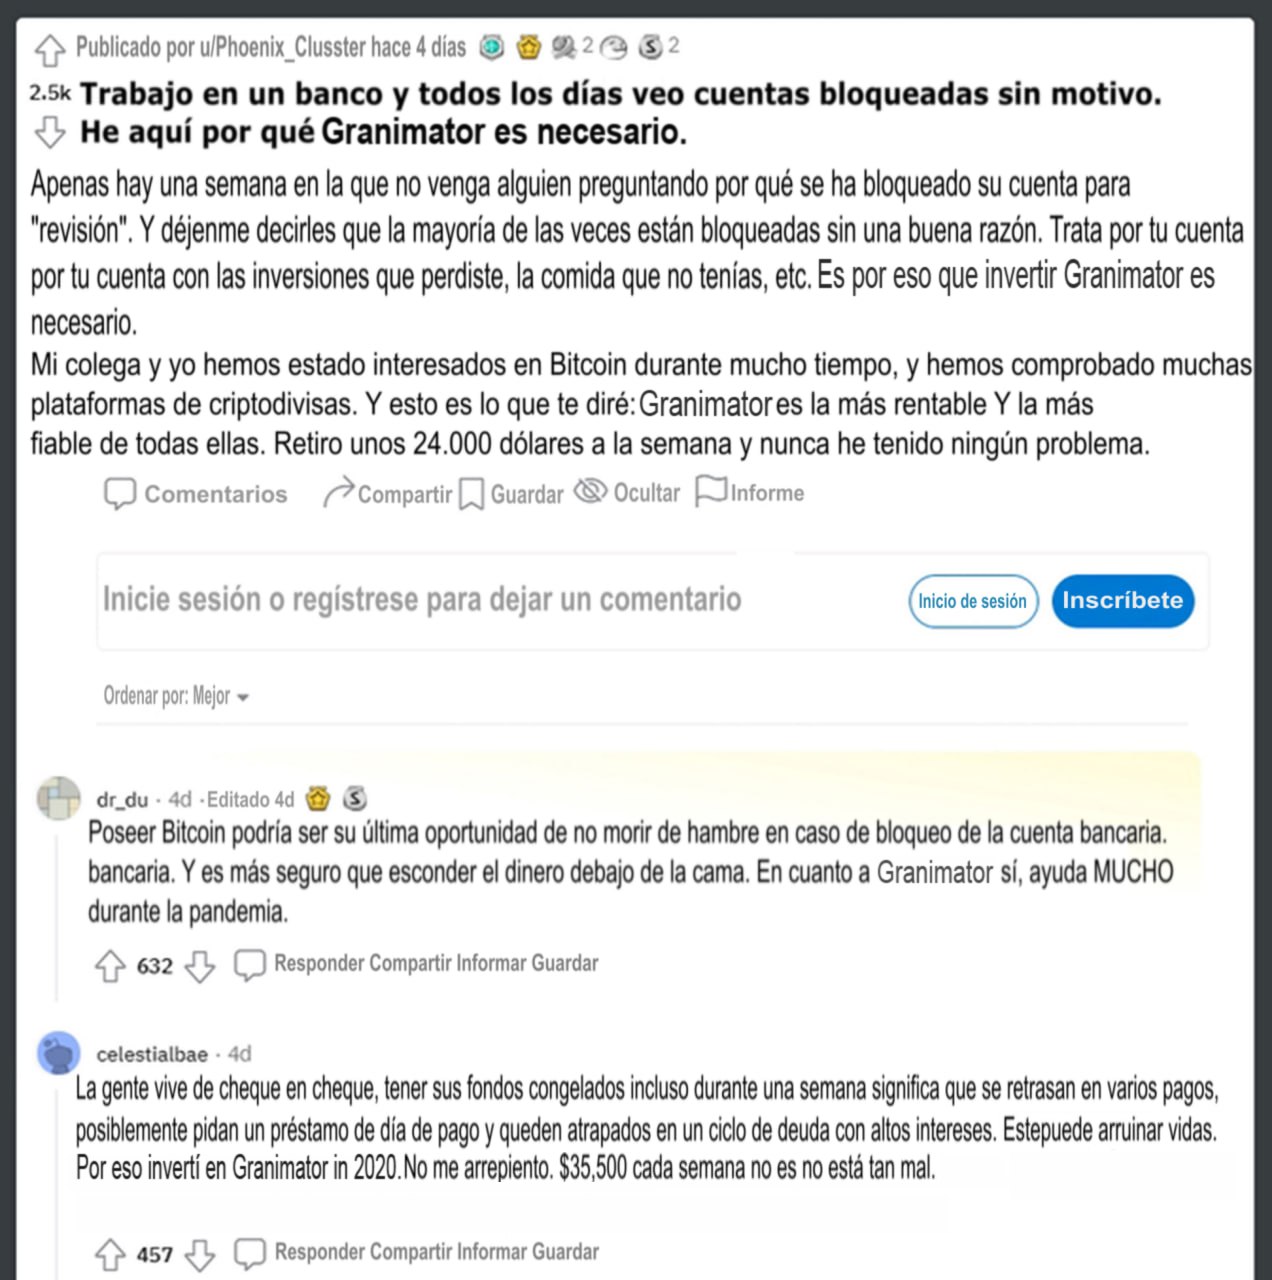 Publicado por u/Phoenix_Clusster hace 4 días 2 2
2.5k Trabajo en un banco y todos los días veo cuentas bloqueadas sin motivo.
He aquí por qué Granimator es necesario.
Apenas hay una semana en la que no venga alguien preguntando por qué se ha bloqueado su cuenta para
"revisión". Y déjenme decirles que la mayoría de las veces están bloqueadas sin una buena razón. Trata por tu cuenta
por tu cuenta con las inversiones que perdiste, la comida que no tenías, etc. Es por eso que invertir Granimator es
necesario.
Mi colega y yo hemos estado interesados en Bitcoin durante mucho tiempo, y hemos comprobado muchas
plataformas de criptodivisas. Y esto es lo que te diré: Granimator es la más rentable Y la más
fiable de todas ellas. Retiro unos 24.000 dólares a la semana y nunca he tenido ningún problema.
Comentarios Compartir Guardar Ocultar Informe
Inicie sesión o regístrese para dejar un comentario Inicio de sesión Inscríbete
Ordenar por: Mejor
dr_du · 4d · Editado 4d
Poseer Bitcoin podría ser su última oportunidad de no morir de hambre en caso de bloqueo de la cuenta bancaria.
bancaria. Y es más seguro que esconder el dinero debajo de la cama. En cuanto a Granimator sí, ayuda MUCHO
durante la pandemia.
632 Responder Compartir Informar Guardar
celestialbae · 4d
La gente vive de cheque en cheque, tener sus fondos congelados incluso durante una semana significa que se retrasan en varios pagos,
posiblemente pidan un préstamo de día de pago y queden atrapados en un ciclo de deuda con altos intereses. Estepuede arruinar vidas.
Por eso invertí en Granimator in 2020.No me arrepiento. $35,500 cada semana no es no está tan mal.
457 Responder Compartir Informar Guardar